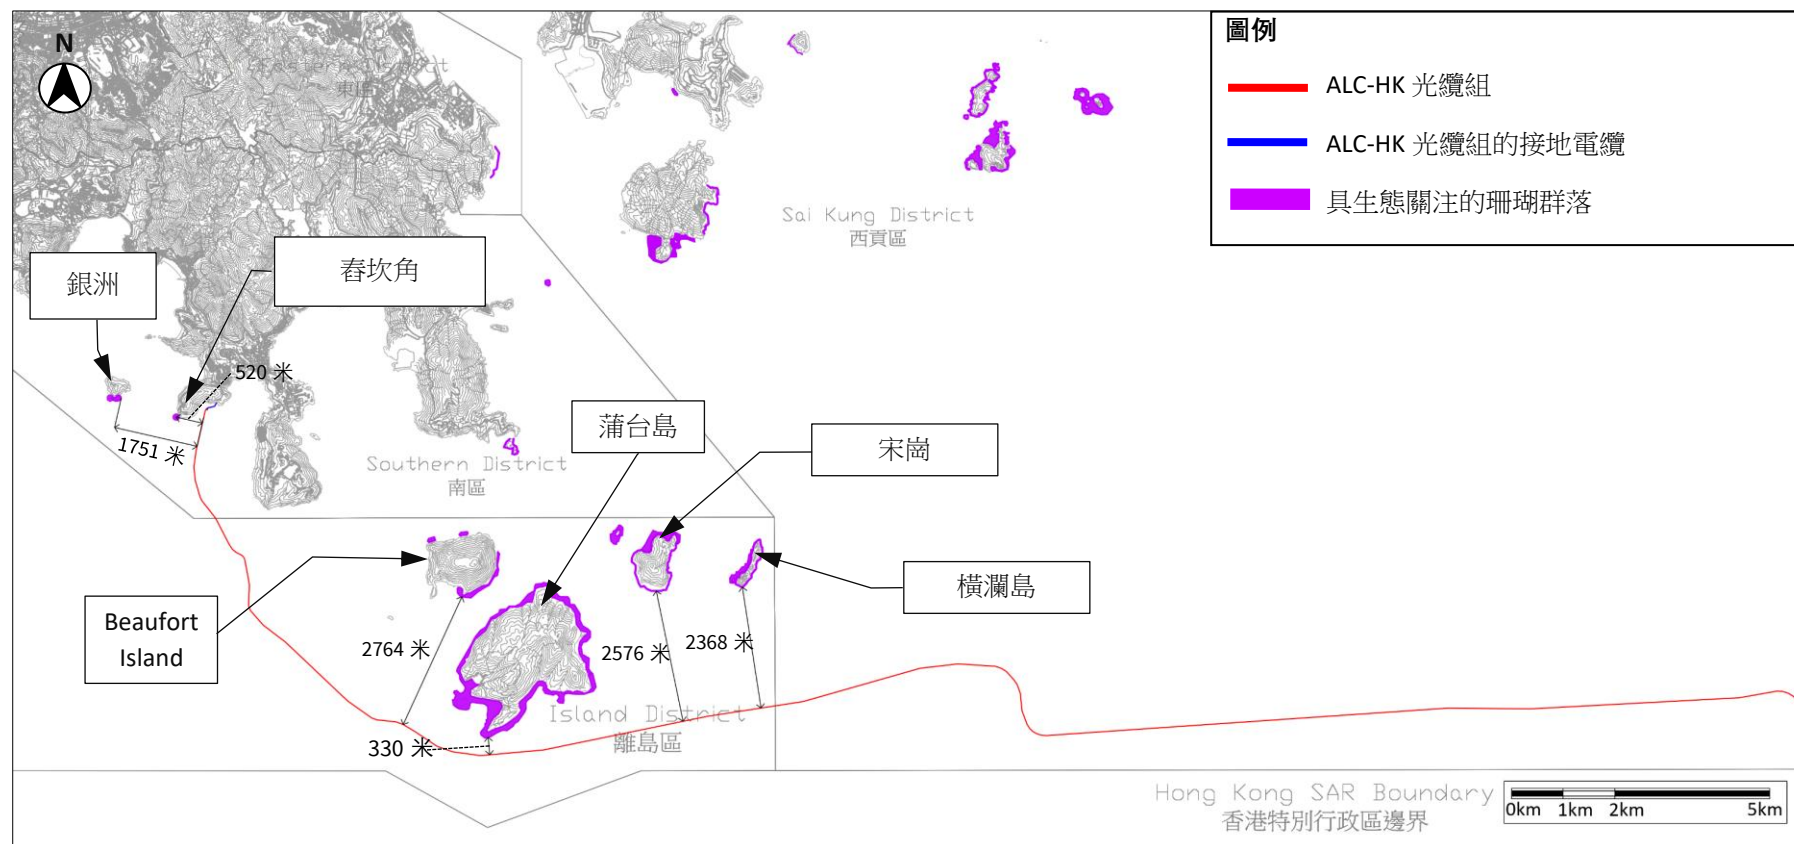 N
Eastern District
東區
圖例
ALC-HK 光纜組
ALC-HK 光纜組的接地電纜
具生態關注的珊瑚群落
Sai Kung District
西貢區
銀洲
舂坎角
520 米
1751 米
蒲台島
宋崗
Southern District
南區
橫瀾島
Beaufort
Island
2764 米
2576 米
2368 米
330 米
Island District
離島區
Hong Kong SAR Boundary
香港特別行政區邊界
0km 1km 2km 5km